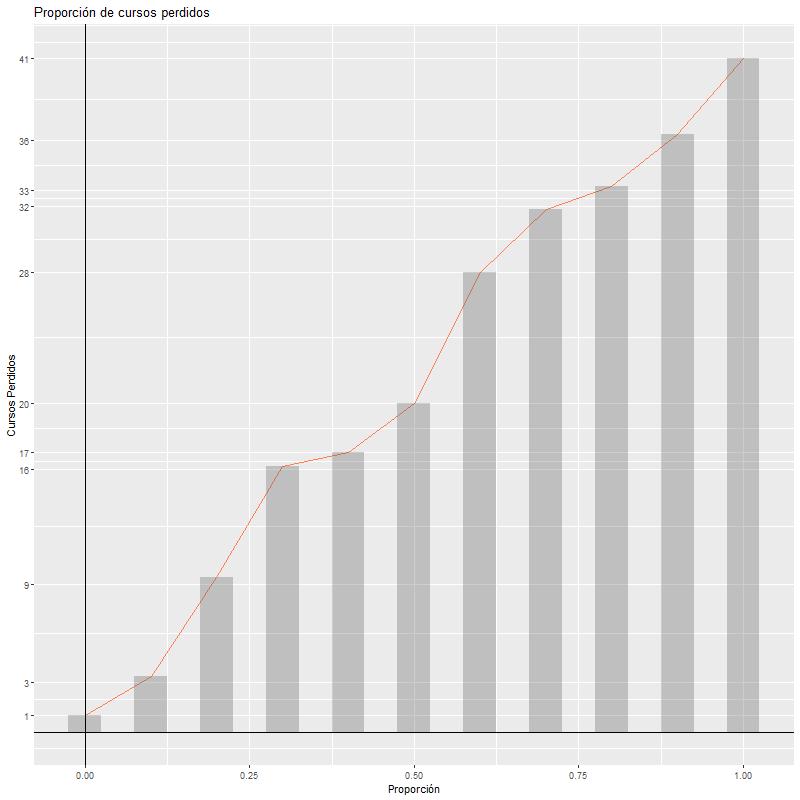 Proporción de cursos perdidos
Cursos Perdidos
41
36
33
32
28
20
17
16
9
3
1
0.00 0.25 0.50 0.75 1.00
Proporción